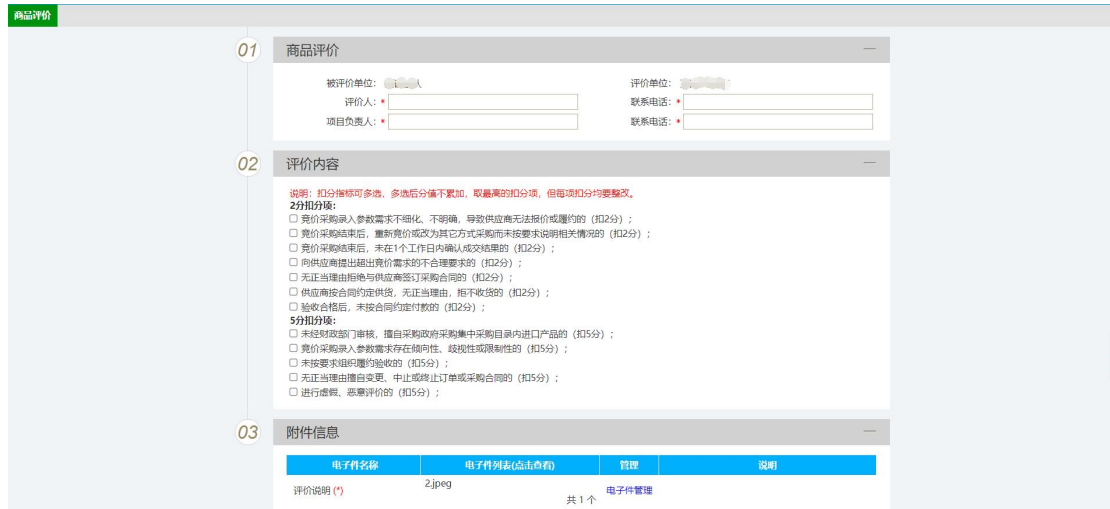 商品评价
01 商品评价
被评价单位： 人 评价单位：
评价人：* 联系电话：*
项目负责人：* 联系电话：*
02 评价内容
说明：扣分指标可多选，多选后分值不累加，取最高的扣分项，但每项扣分均要整改。
2分扣分项：
竞价采购录入参数需求不细化、不明确，导致供应商无法报价或履约的（扣2分）；
竞价采购结束后，重新竞价或改为其它方式采购而未按要求说明相关情况的（扣2分）；
竞价采购结束后，未在1个工作日内确认成交结果的（扣2分）；
向供应商提出超出竞价需求的不合理要求的（扣2分）；
无正当理由拒绝与供应商签订采购合同的（扣2分）；
供应商按合同约定供货，无正当理由，拒不收货的（扣2分）；
验收合格后，未按合同约定付款的（扣2分）；
5分扣分项：
未经财政部门审核，擅自采购政府采购集中采购目录内进口产品的（扣5分）；
竞价采购录入参数需求存在倾向性、歧视性或限制性的（扣5分）；
未按要求组织履约验收的（扣5分）；
无正当理由擅自变更、中止或终止订单或采购合同的（扣5分）；
进行虚假、恶意评价的（扣5分）；
03 附件信息
电子件名称 电子件列表(点击查看) 管理 说明
评价说明 (*) 2.jpeg 电子件管理
共 1 个